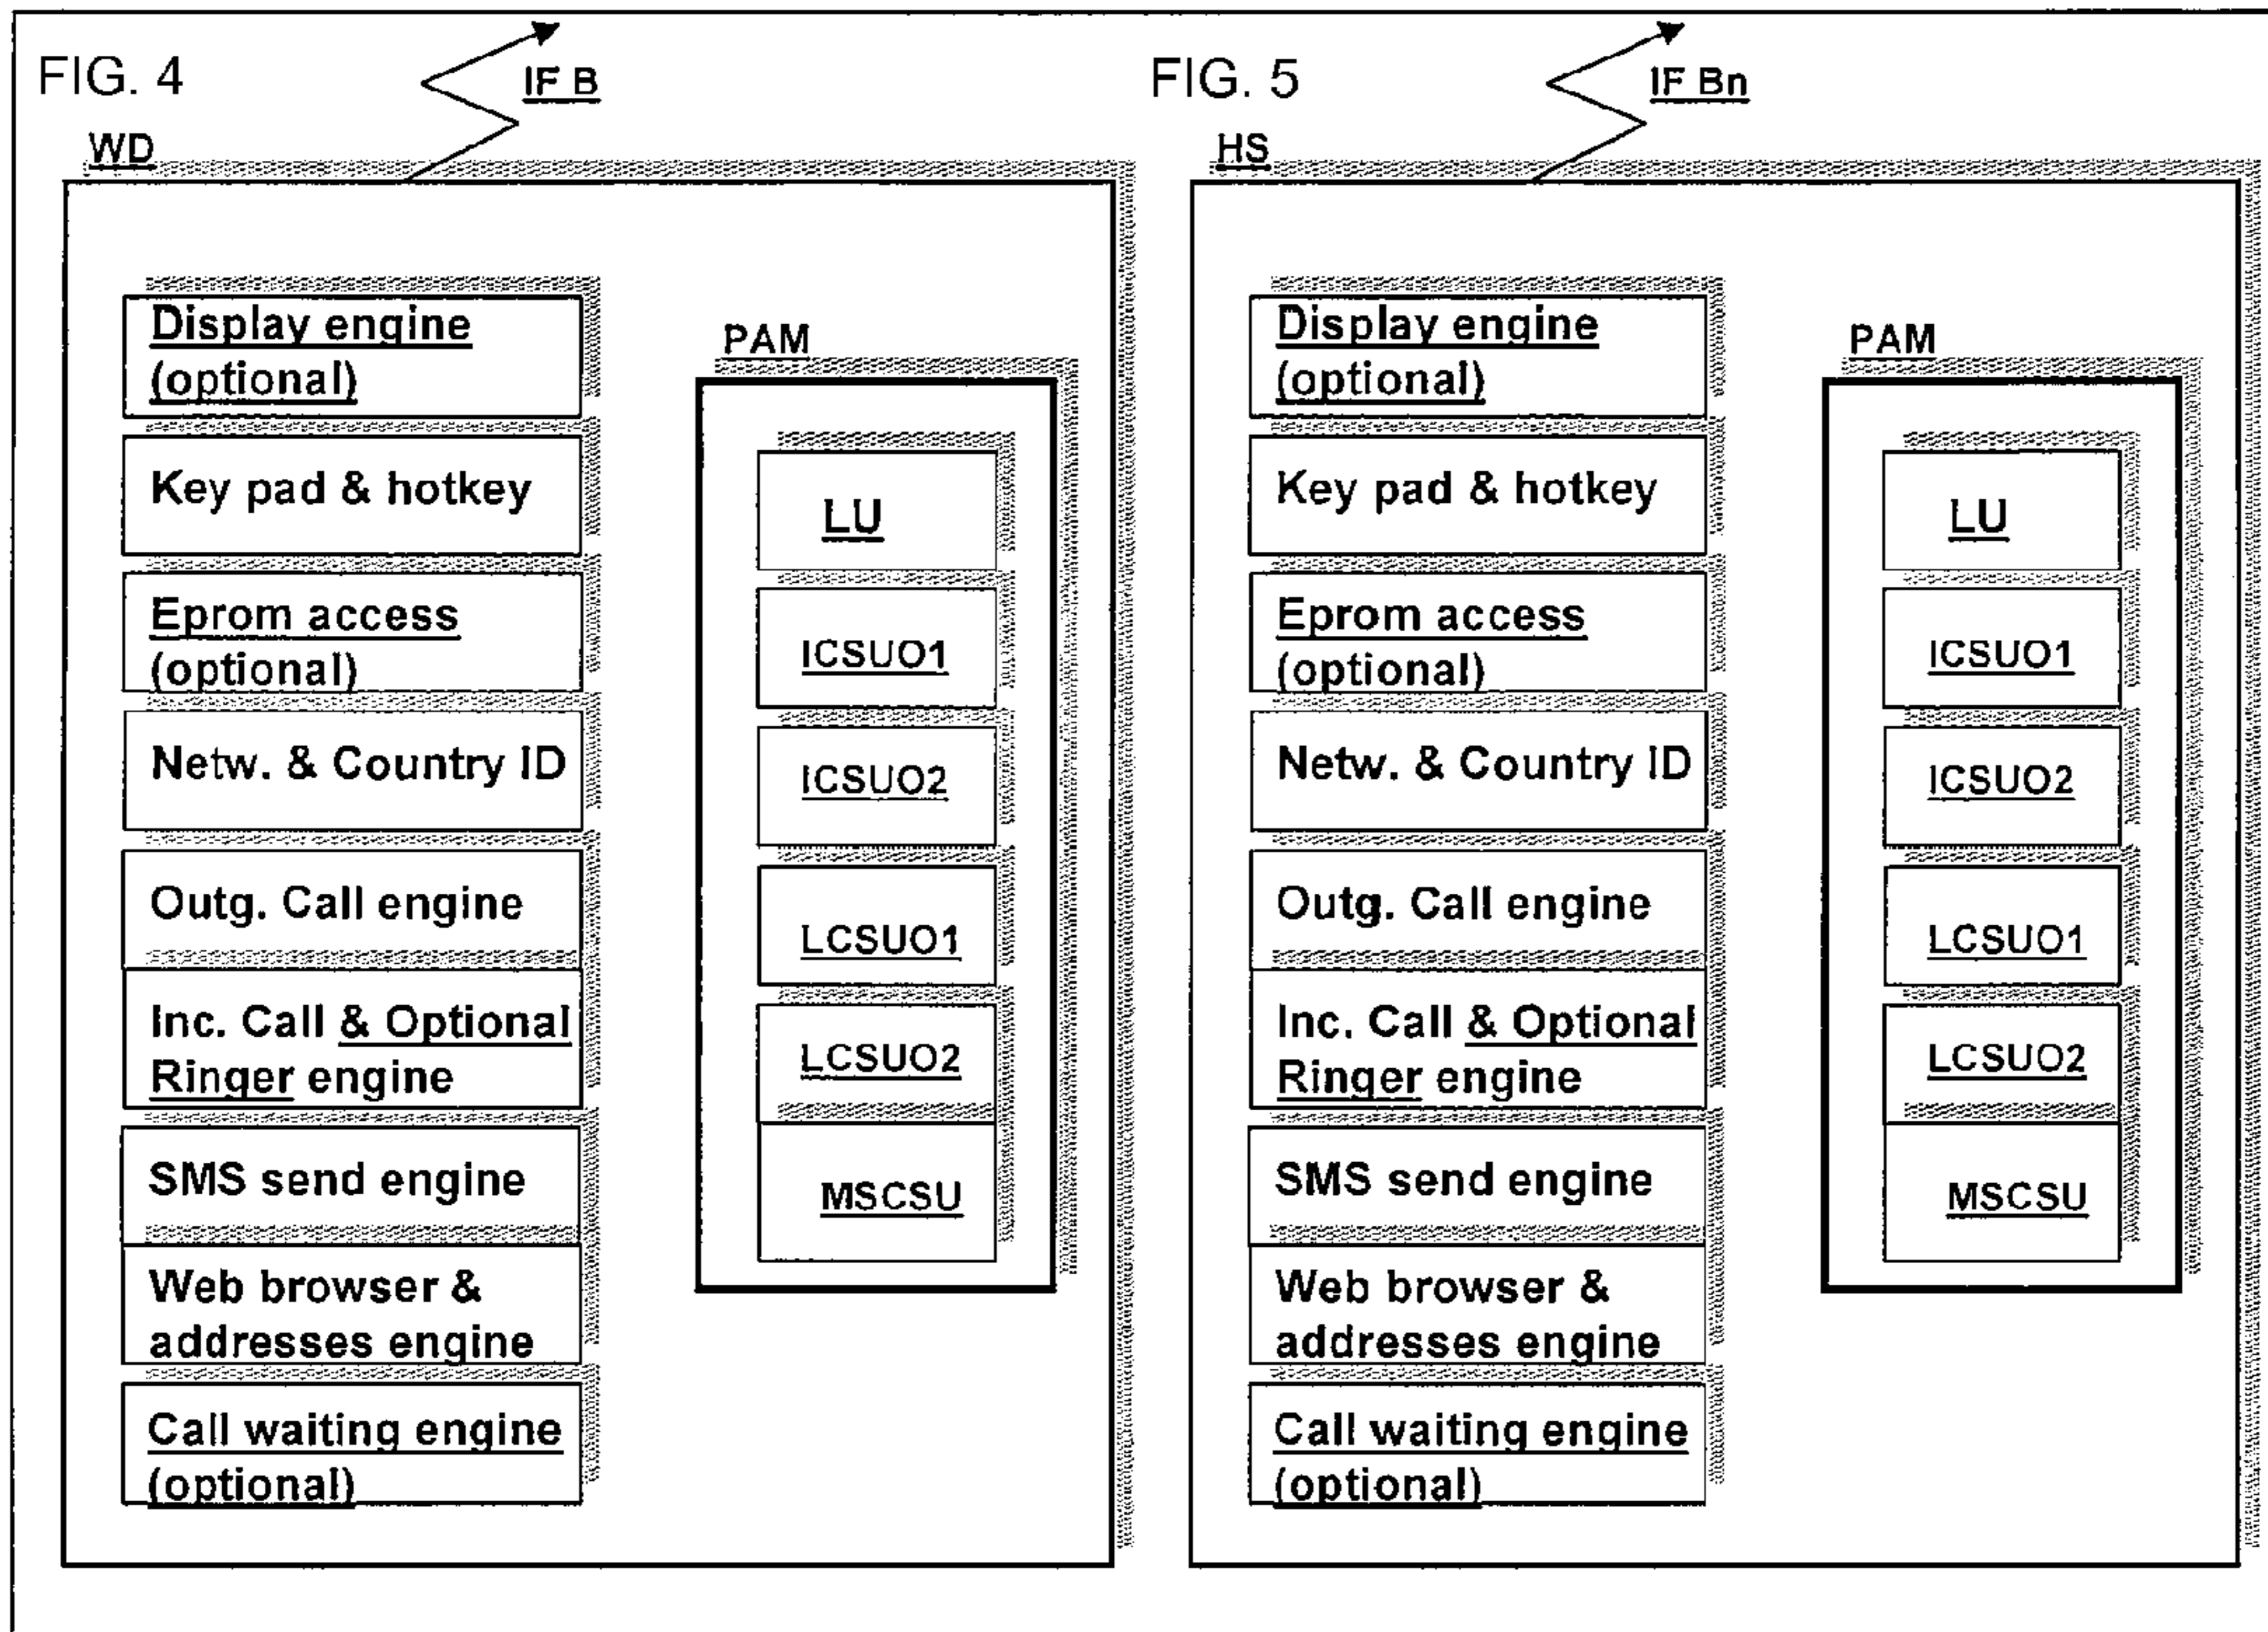 FIG. 4
IF B
WD
Display engine
(optional)
Key pad & hotkey
Eprom access
(optional)
Netw. & Country ID
Outg. Call engine
Inc. Call & Optional
Ringer engine
SMS send engine
Web browser &
addresses engine
Call waiting engine
(optional)
PAM
LU
ICSUO1
ICSUO2
LCSUO1
LCSUO2
MSCSU
FIG. 5
IF Bn
HS
Display engine
(optional)
Key pad & hotkey
Eprom access
(optional)
Netw. & Country ID
Outg. Call engine
Inc. Call & Optional
Ringer engine
SMS send engine
Web browser &
addresses engine
Call waiting engine
(optional)
PAM
LU
ICSUO1
ICSUO2
LCSUO1
LCSUO2
MSCSU